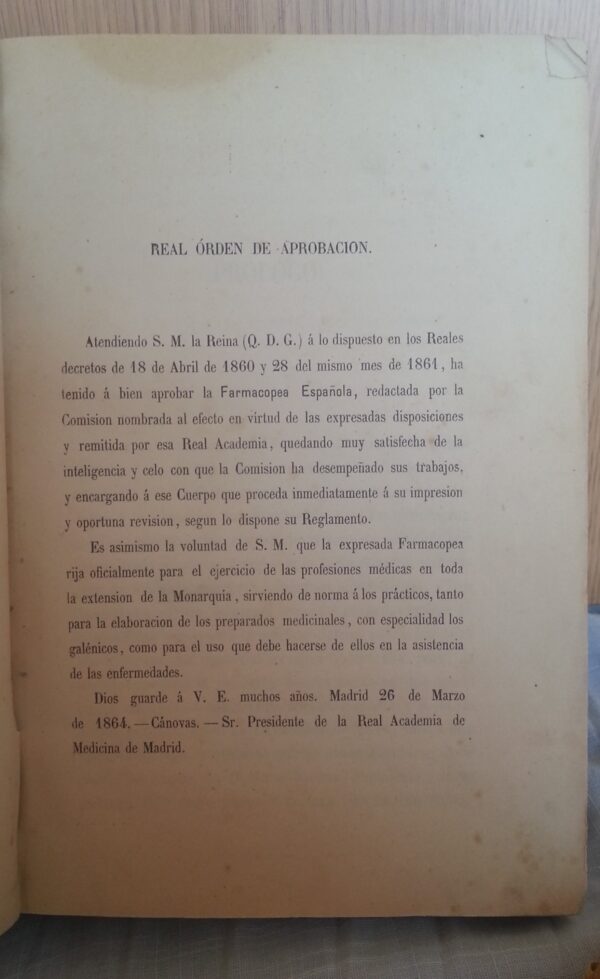 REAL ÓRDEN DE APROBACION.
Atendiendo S. M. la Reina (Q. D. G.) á lo dispuesto en los Reales
decretos de 18 de Abril de 1860 y 28 del mismo mes de 1861, ha
tenido á bien aprobar la Farmacopea Española, redactada por la
Comision nombrada al efecto en virtud de las expresadas disposiciones
y remitida por esa Real Academia, quedando muy satisfecha de la
inteligencia y celo con que la Comision ha desempeñado sus trabajos,
y encargando á ese Cuerpo que proceda inmediatamente á su impresion
y oportuna revision, segun lo dispone su Reglamento.
Es asimismo la voluntad de S. M. que la expresada Farmacopea
rija oficialmente para el ejercicio de las profesiones médicas en toda
la extension de la Monarquia, sirviendo de norma á los prácticos, tanto
para la elaboracion de los preparados medicinales, con especialidad los
galénicos, como para el uso que debe hacerse de ellos en la asistencia
de las enfermedades.
Dios guarde á V. E. muchos años. Madrid 26 de Marzo
de 1864.—Cánovas.—Sr. Presidente de la Real Academia de
Medicina de Madrid.